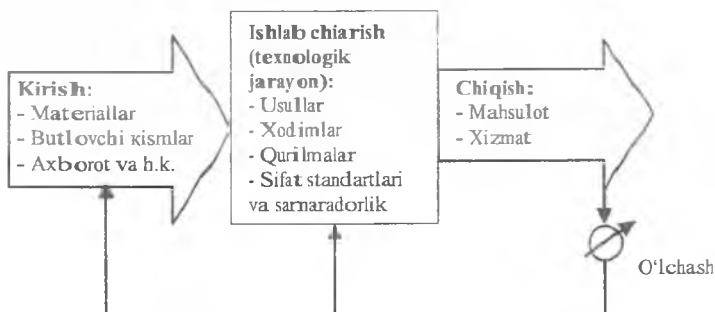 Kirish:
- Materiallar
- Butlovchi кismlar
- Axborot va h.k.
Ishlab chiarish
(texnologik
jarayon):
- Usullar
- Xodimlar
- Qurilmalar
- Sifat standartlari
va samaradorlik
Chiqish:
- Mahsulot
- Xizmat
O‘lchash